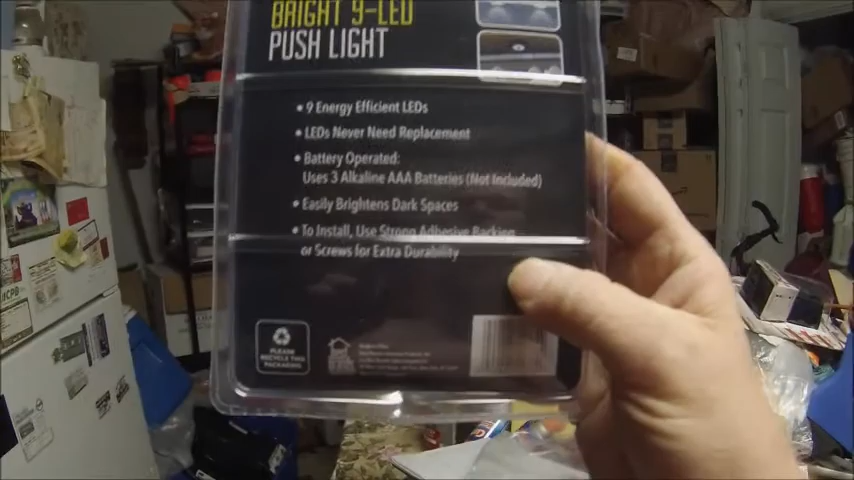 BRIGHT 9-LED
PUSH LIGHT
• 9 Energy Efficient LEDs
• LEDs Never Need Replacement
• Battery Operated:
Uses 3 Alkaline AAA Batteries (Not Included)
• Easily Brightens Dark Spaces
• To Install, Use Strong Adhesive Backing
or Screws for Extra Durability
PLEASE
RECYCLE
PACKAGING